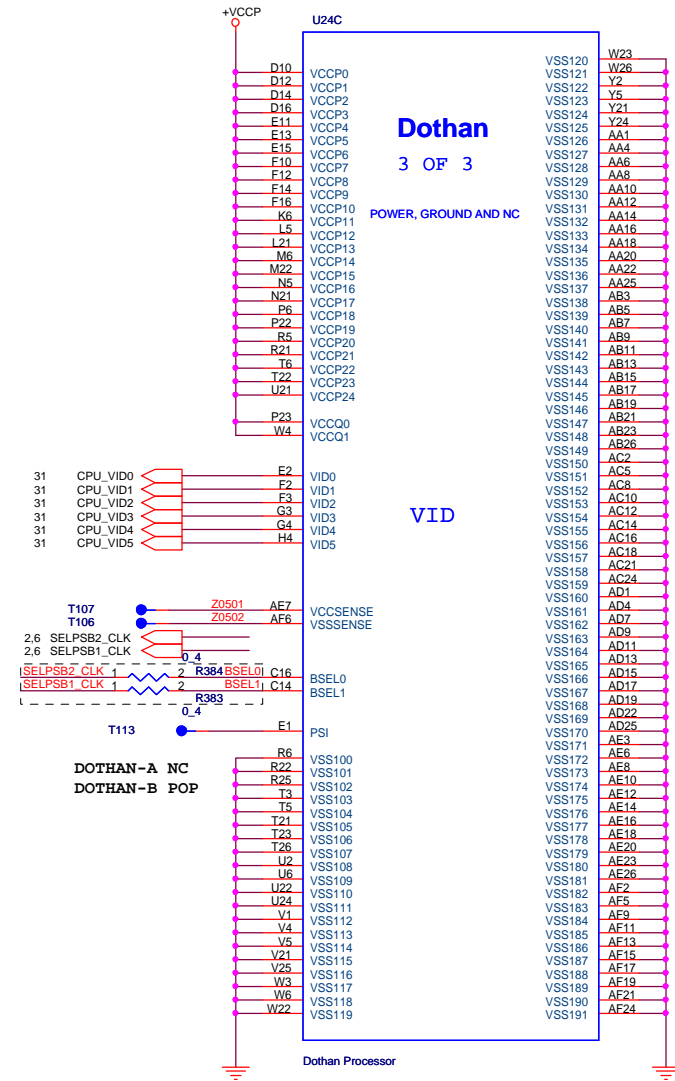 +VCCP
U24C
Dothan
3 OF 3
POWER, GROUND AND NC
VID
D10 VCCP0
D12 VCCP1
D14 VCCP2
D16 VCCP3
E11 VCCP4
E13 VCCP5
E15 VCCP6
F10 VCCP7
F12 VCCP8
F14 VCCP9
F16 VCCP10
K6 VCCP11
L5 VCCP12
L21 VCCP13
M6 VCCP14
M22 VCCP15
N5 VCCP16
N21 VCCP17
P6 VCCP18
P22 VCCP19
R5 VCCP20
R21 VCCP21
T6 VCCP22
T22 VCCP23
U21 VCCP24
P23 VCCQ0
W4 VCCQ1
31 CPU_VID0 E2 VID0
31 CPU_VID1 F2 VID1
31 CPU_VID2 F3 VID2
31 CPU_VID3 G3 VID3
31 CPU_VID4 G4 VID4
31 CPU_VID5 H4 VID5
T107 Z0501 AE7 VCCSENSE
T106 Z0502 AF6 VSSSENSE
2,6 SELPSB2_CLK
2,6 SELPSB1_CLK
0_4
SELPSB2_CLK 1 2 R384 BSEL0 C16 BSEL0
SELPSB1_CLK 1 2 BSEL1 C14 BSEL1
R383
0_4
T113 E1 PSI
DOTHAN-A NC
DOTHAN-B POP
R6 VSS100
R22 VSS101
R25 VSS102
T3 VSS103
T5 VSS104
T21 VSS105
T23 VSS106
T26 VSS107
U2 VSS108
U6 VSS109
U22 VSS110
U24 VSS111
V1 VSS112
V4 VSS113
V5 VSS114
V21 VSS115
V25 VSS116
W3 VSS117
W6 VSS118
W22 VSS119
VSS120 W23
VSS121 W26
VSS122 Y2
VSS123 Y5
VSS124 Y21
VSS125 Y24
VSS126 AA1
VSS127 AA4
VSS128 AA6
VSS129 AA8
VSS130 AA10
VSS131 AA12
VSS132 AA14
VSS133 AA16
VSS134 AA18
VSS135 AA20
VSS136 AA22
VSS137 AA25
VSS138 AB3
VSS139 AB5
VSS140 AB7
VSS141 AB9
VSS142 AB11
VSS143 AB13
VSS144 AB15
VSS145 AB17
VSS146 AB19
VSS147 AB21
VSS148 AB23
VSS149 AB26
VSS150 AC2
VSS151 AC5
VSS152 AC8
VSS153 AC10
VSS154 AC12
VSS155 AC14
VSS156 AC16
VSS157 AC18
VSS158 AC21
VSS159 AC24
VSS160 AD1
VSS161 AD4
VSS162 AD7
VSS163 AD9
VSS164 AD11
VSS165 AD13
VSS166 AD15
VSS167 AD17
VSS168 AD19
VSS169 AD22
VSS170 AD25
VSS171 AE3
VSS172 AE6
VSS173 AE8
VSS174 AE10
VSS175 AE12
VSS176 AE14
VSS177 AE16
VSS178 AE18
VSS179 AE20
VSS180 AE23
VSS181 AE26
VSS182 AF2
VSS183 AF5
VSS184 AF9
VSS185 AF11
VSS186 AF13
VSS187 AF15
VSS188 AF17
VSS189 AF19
VSS190 AF21
VSS191 AF24
Dothan Processor